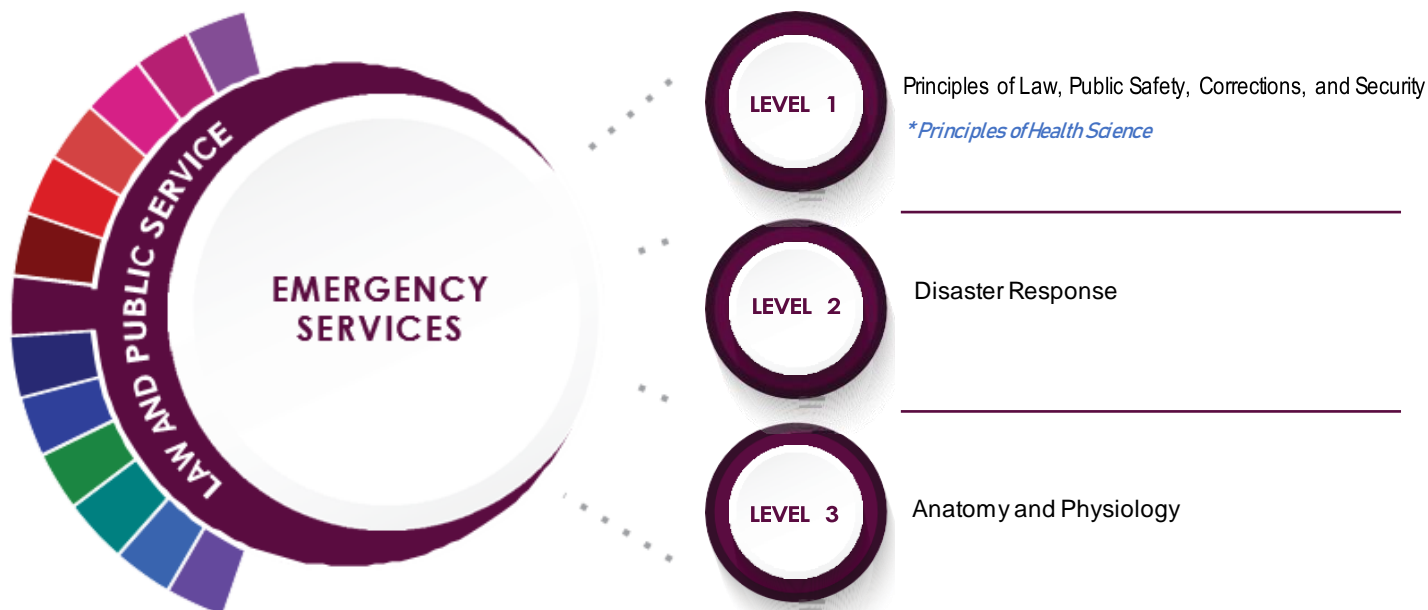 LAW AND PUBLIC SERVICE
EMERGENCY
SERVICES
LEVEL 1
Principles of Law, Public Safety, Corrections, and Security
*Principles of Health Science
LEVEL 2
Disaster Response
LEVEL 3
Anatomy and Physiology